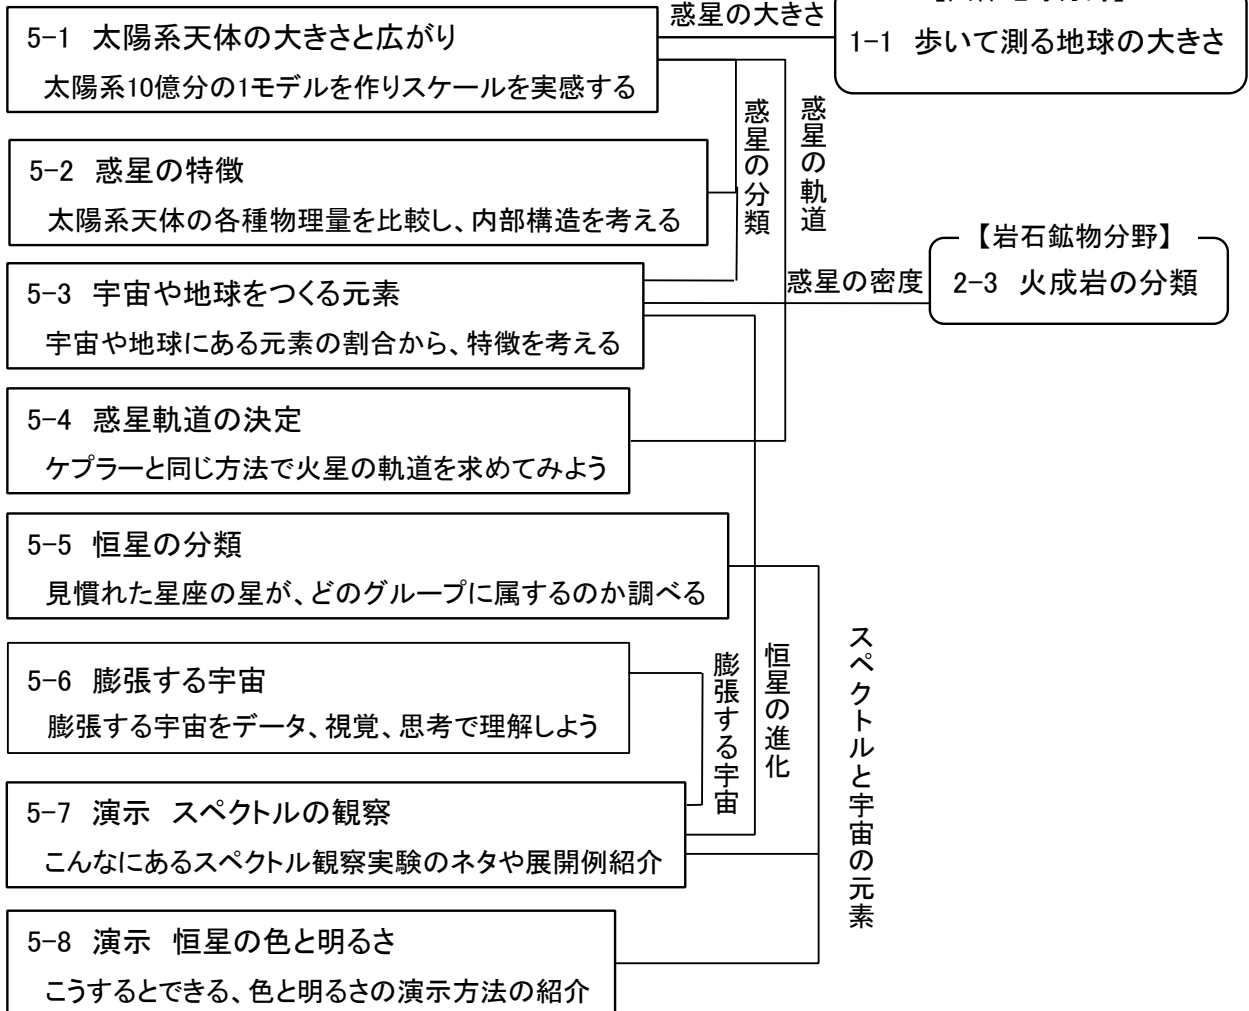 惑星の大きさ
5-1 太陽系天体の大きさと広がり
太陽系10億分の1モデルを作りスケールを実感する
1-1 歩いて測る地球の大きさ
惑星の分類
惑星の軌道
5-2 惑星の特徴
太陽系天体の各種物理量を比較し、内部構造を考える
【岩石鉱物分野】
惑星の密度
2-3 火成岩の分類
5-3 宇宙や地球をつくる元素
宇宙や地球にある元素の割合から、特徴を考える
5-4 惑星軌道の決定
ケプラーと同じ方法で火星の軌道を求めてみよう
5-5 恒星の分類
見慣れた星座の星が、どのグループに属するのか調べる
5-6 膨張する宇宙
膨張する宇宙をデータ、視覚、思考で理解しよう
膨張する宇宙
恒星の進化
スペクトルと宇宙の元素
5-7 演示 スペクトルの観察
こんなにあるスペクトル観察実験のネタや展開例紹介
5-8 演示 恒星の色と明るさ
こうするとできる、色と明るさの演示方法の紹介